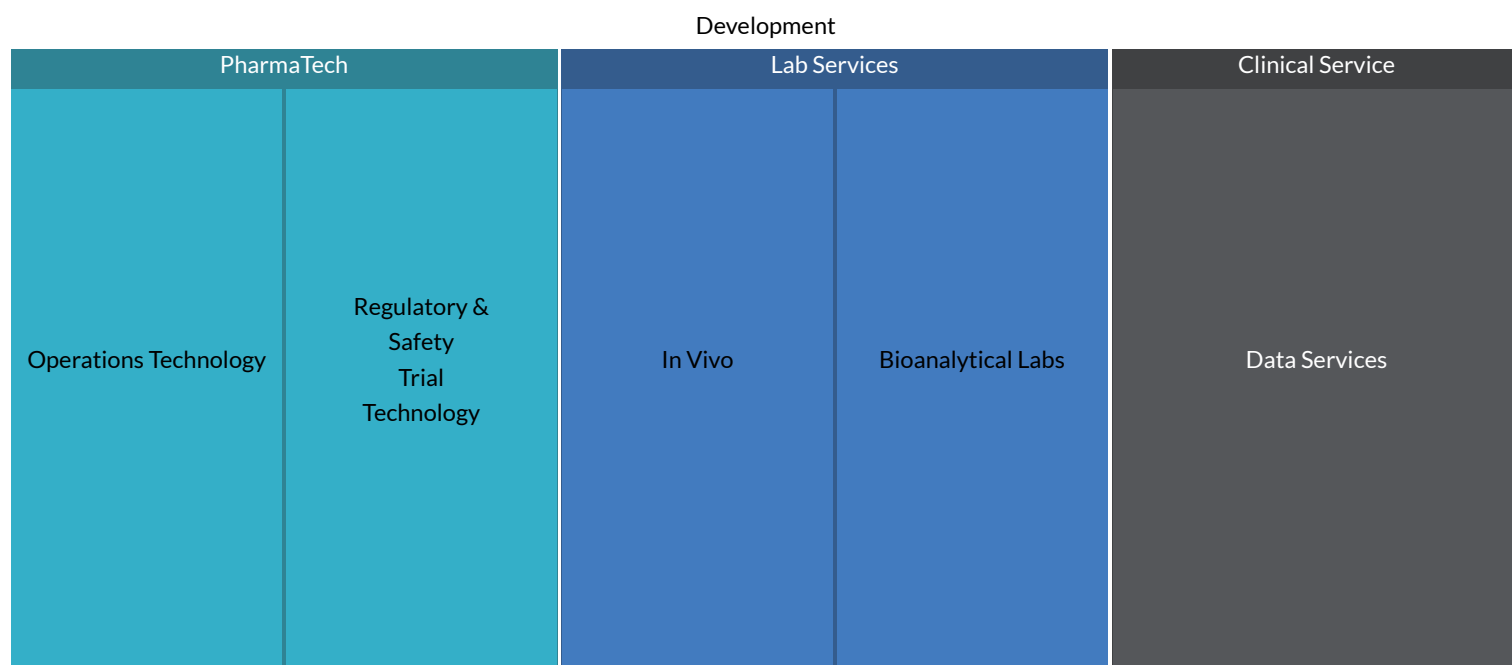 Development
PharmaTech
Lab Services
Clinical Service
Operations Technology
Regulatory &
Safety
Trial
Technology
In Vivo
Bioanalytical Labs
Data Services